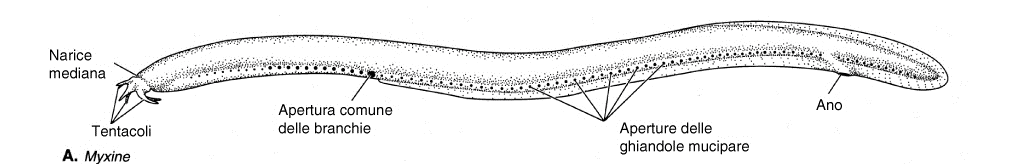 Narice
mediana
Tentacoli
Apertura comune
delle branchie
Aperture delle
ghiandole mucipare
Ano
A. Myxine